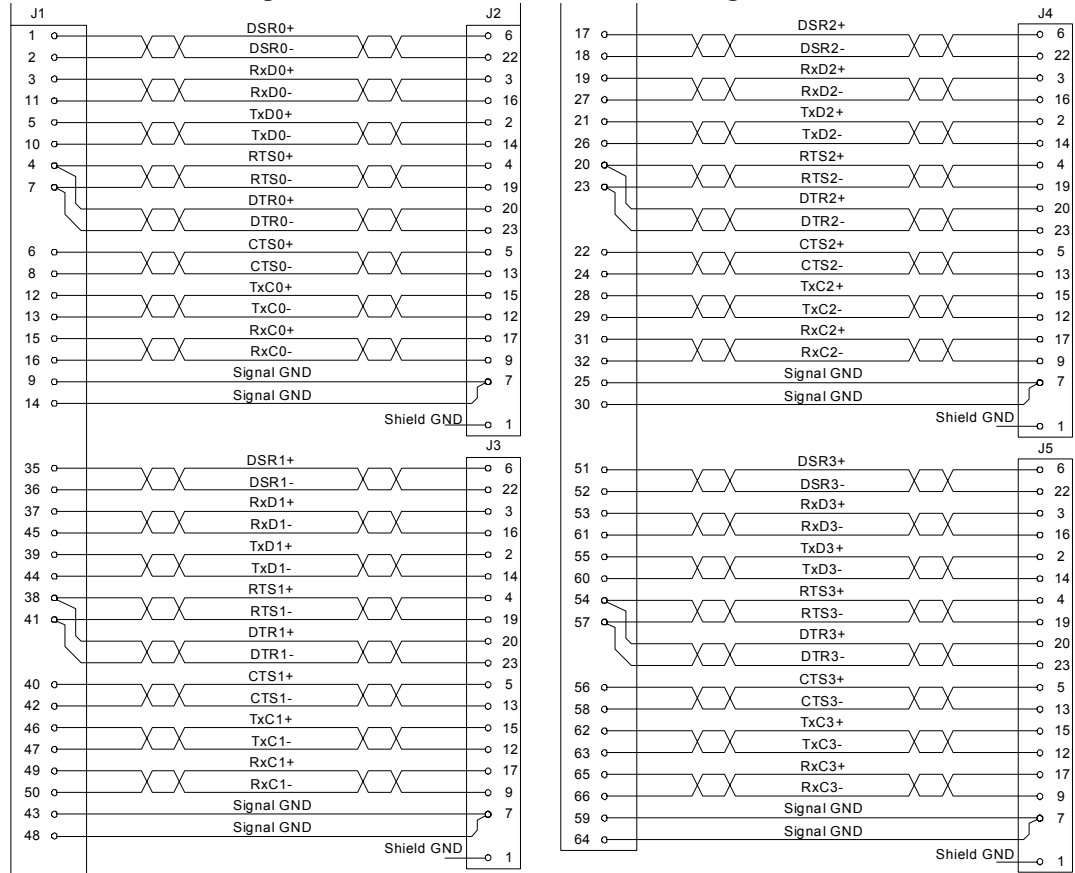 J1 J2
DSR0+
1 6
DSR0-
2 22
RxD0+
3 3
RxD0-
11 16
TxD0+
5 2
TxD0-
10 14
RTS0+
4 4
RTS0-
7 19
DTR0+
20
DTR0-
23
CTS0+
6 5
CTS0-
8 13
TxC0+
12 15
TxC0-
13 12
RxC0+
15 17
RxC0-
16 9
Signal GND
9 7
Signal GND
14
Shield GND 1
J3
DSR1+
35 6
DSR1-
36 22
RxD1+
37 3
RxD1-
45 16
TxD1+
39 2
TxD1-
44 14
RTS1+
38 4
RTS1-
41 19
DTR1+
20
DTR1-
23
CTS1+
40 5
CTS1-
42 13
TxC1+
46 15
TxC1-
47 12
RxC1+
49 17
RxC1-
50 9
Signal GND
43 7
Signal GND
48
Shield GND 1
J4
DSR2+
17 6
DSR2-
18 22
RxD2+
19 3
RxD2-
27 16
TxD2+
21 2
TxD2-
26 14
RTS2+
20 4
RTS2-
23 19
DTR2+
20
DTR2-
23
CTS2+
22 5
CTS2-
24 13
TxC2+
28 15
TxC2-
29 12
RxC2+
31 17
RxC2-
32 9
Signal GND
25 7
Signal GND
30
Shield GND 1
J5
DSR3+
51 6
DSR3-
52 22
RxD3+
53 3
RxD3-
61 16
TxD3+
55 2
TxD3-
60 14
RTS3+
54 4
RTS3-
57 19
DTR3+
20
DTR3-
23
CTS3+
56 5
CTS3-
58 13
TxC3+
62 15
TxC3-
63 12
RxC3+
65 17
RxC3-
66 9
Signal GND
59 7
Signal GND
64
Shield GND 1